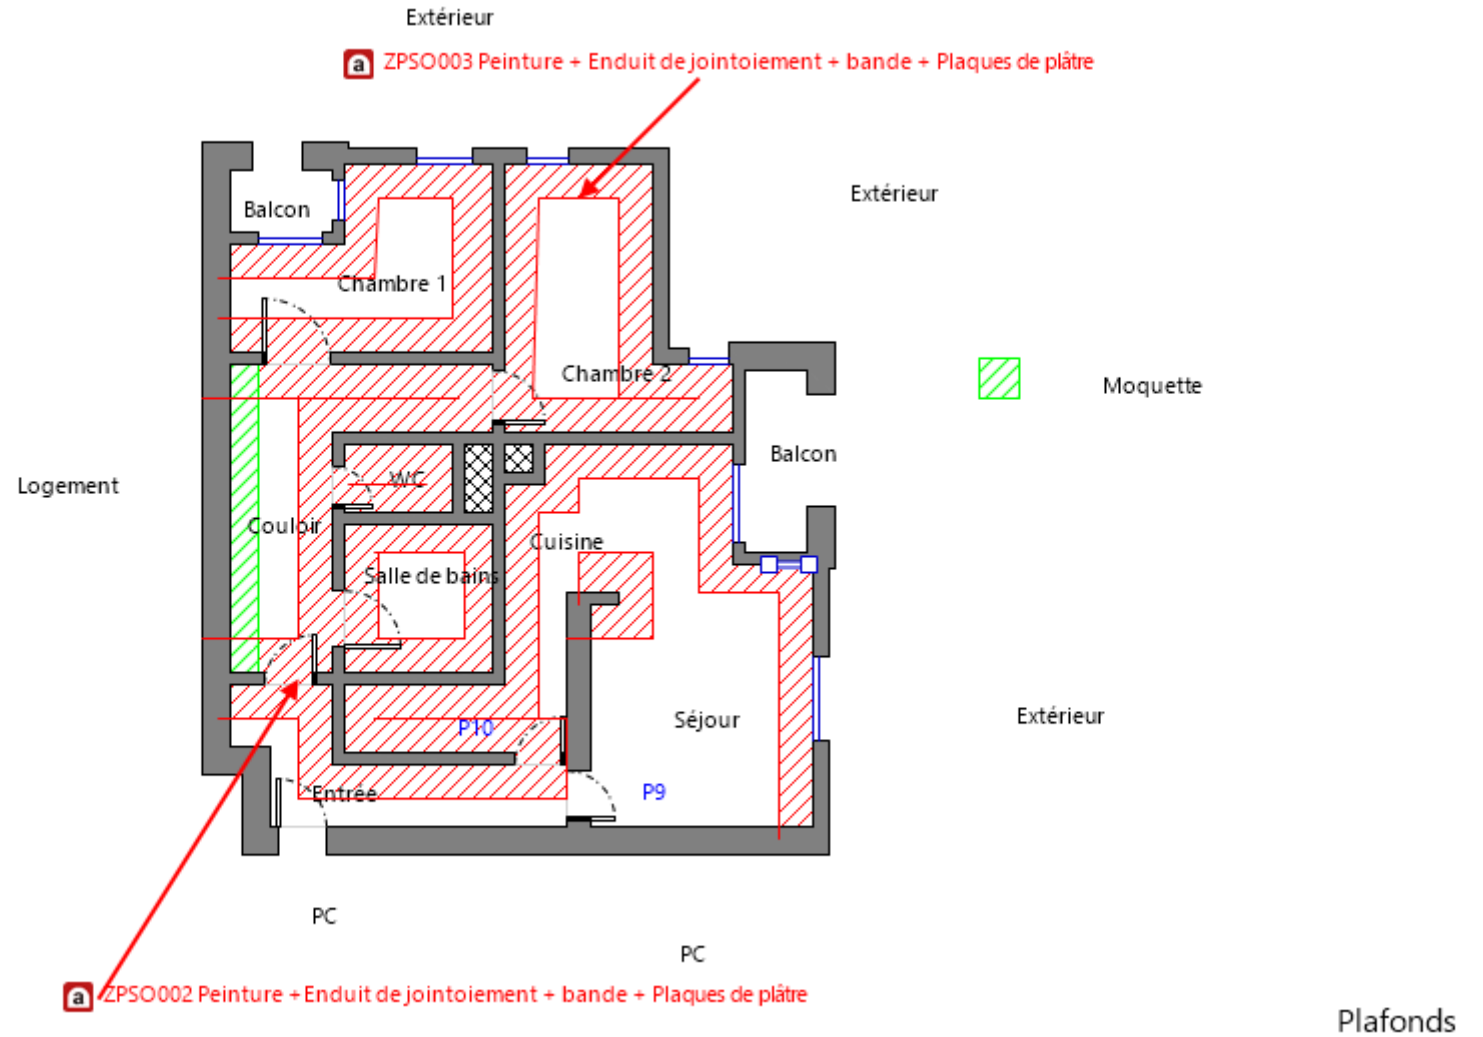 Extérieur
a ZPSO003 Peinture + Enduit de jointoiement + bande + Plaques de plâtre
Extérieur
Balcon
Chambre 1
Chambre 2
Moquette
Balcon
Logement
WC
Couloir
Cuisine
Salle de bains
Extérieur
Séjour
P10
P9
Entrée
PC
PC
a ZPSO002 Peinture + Enduit de jointoiement + bande + Plaques de plâtre
Plafonds